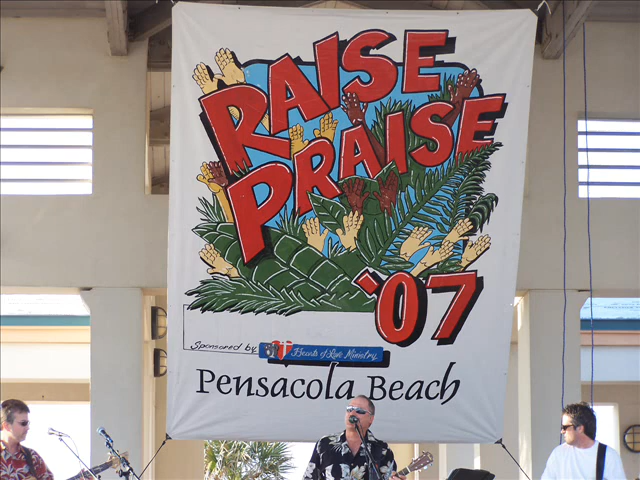 RAISE
PRAISE
'07
Sponsored by Hearts of Love Ministry
Pensacola Beach